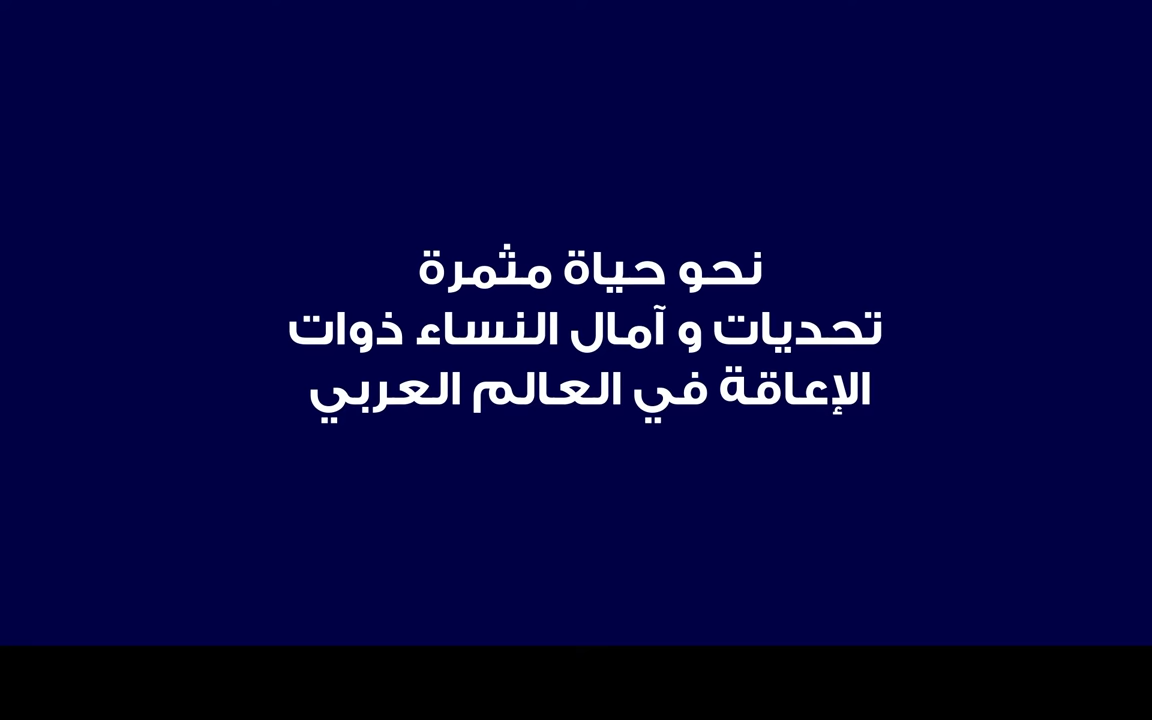 نحو حياة مثمرة
تحديات و آمال النساء ذوات
الإعاقة في العالم العربي